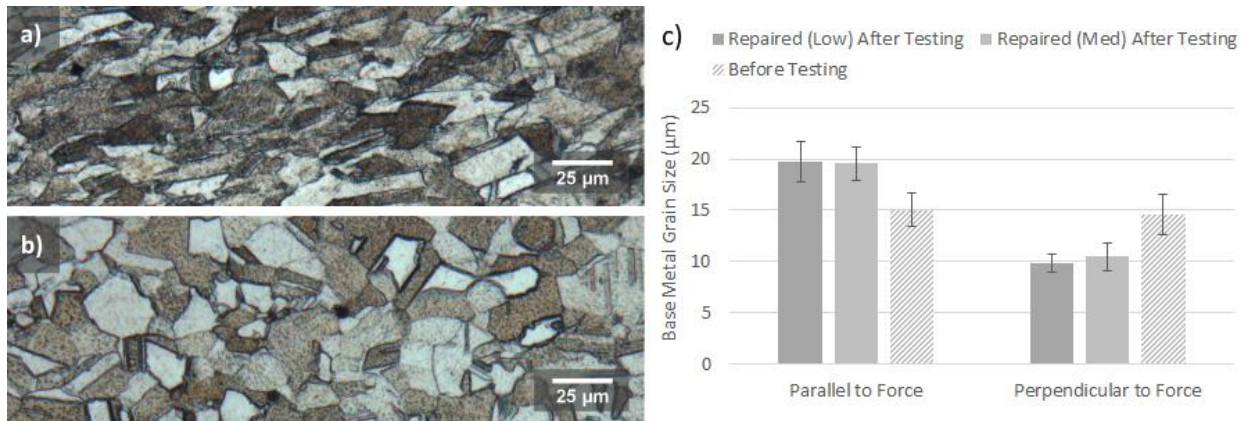 a)
25 µm
b)
25 µm
c)
Repaired (Low) After Testing
Repaired (Med) After Testing
Before Testing
Base Metal Grain Size (µm)
25
20
15
10
5
0
Parallel to Force
Perpendicular to Force